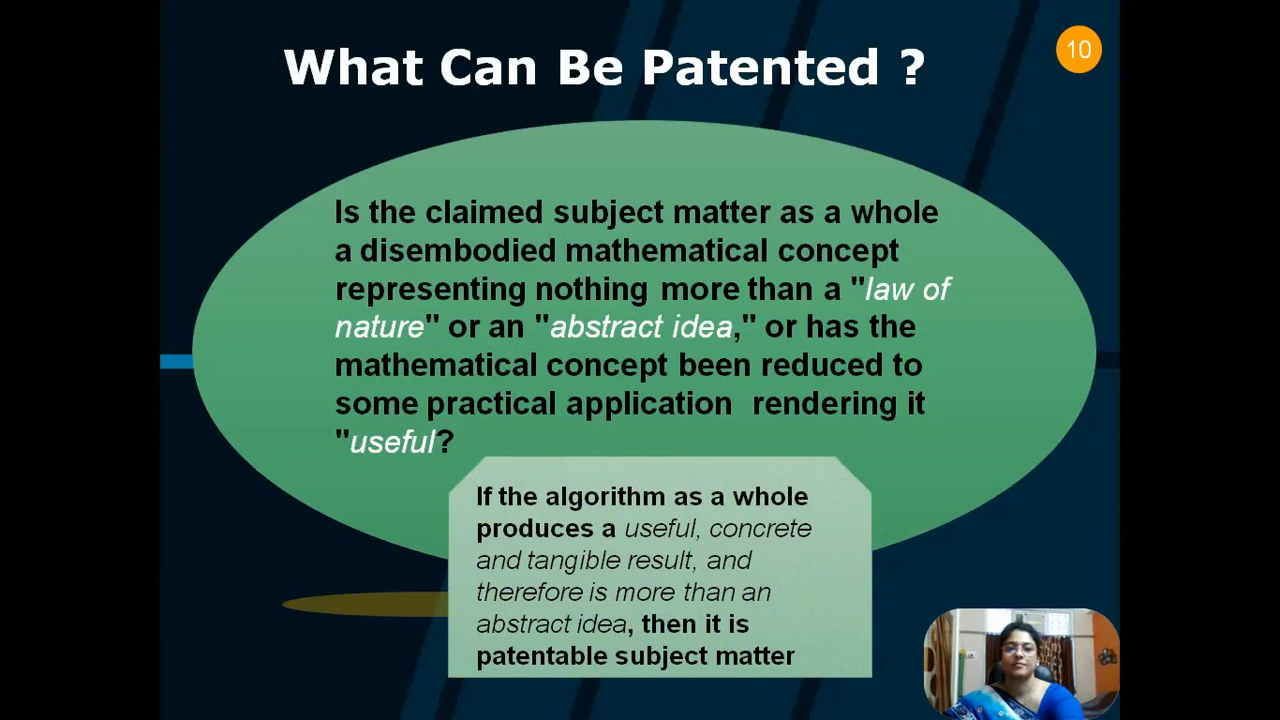 What Can Be Patented ?
10
Is the claimed subject matter as a whole
a disembodied mathematical concept
representing nothing more than a "law of
nature" or an "abstract idea," or has the
mathematical concept been reduced to
some practical application  rendering it
"useful?
If the algorithm as a whole
produces a useful, concrete
and tangible result, and
therefore is more than an
abstract idea, then it is
patentable subject matter